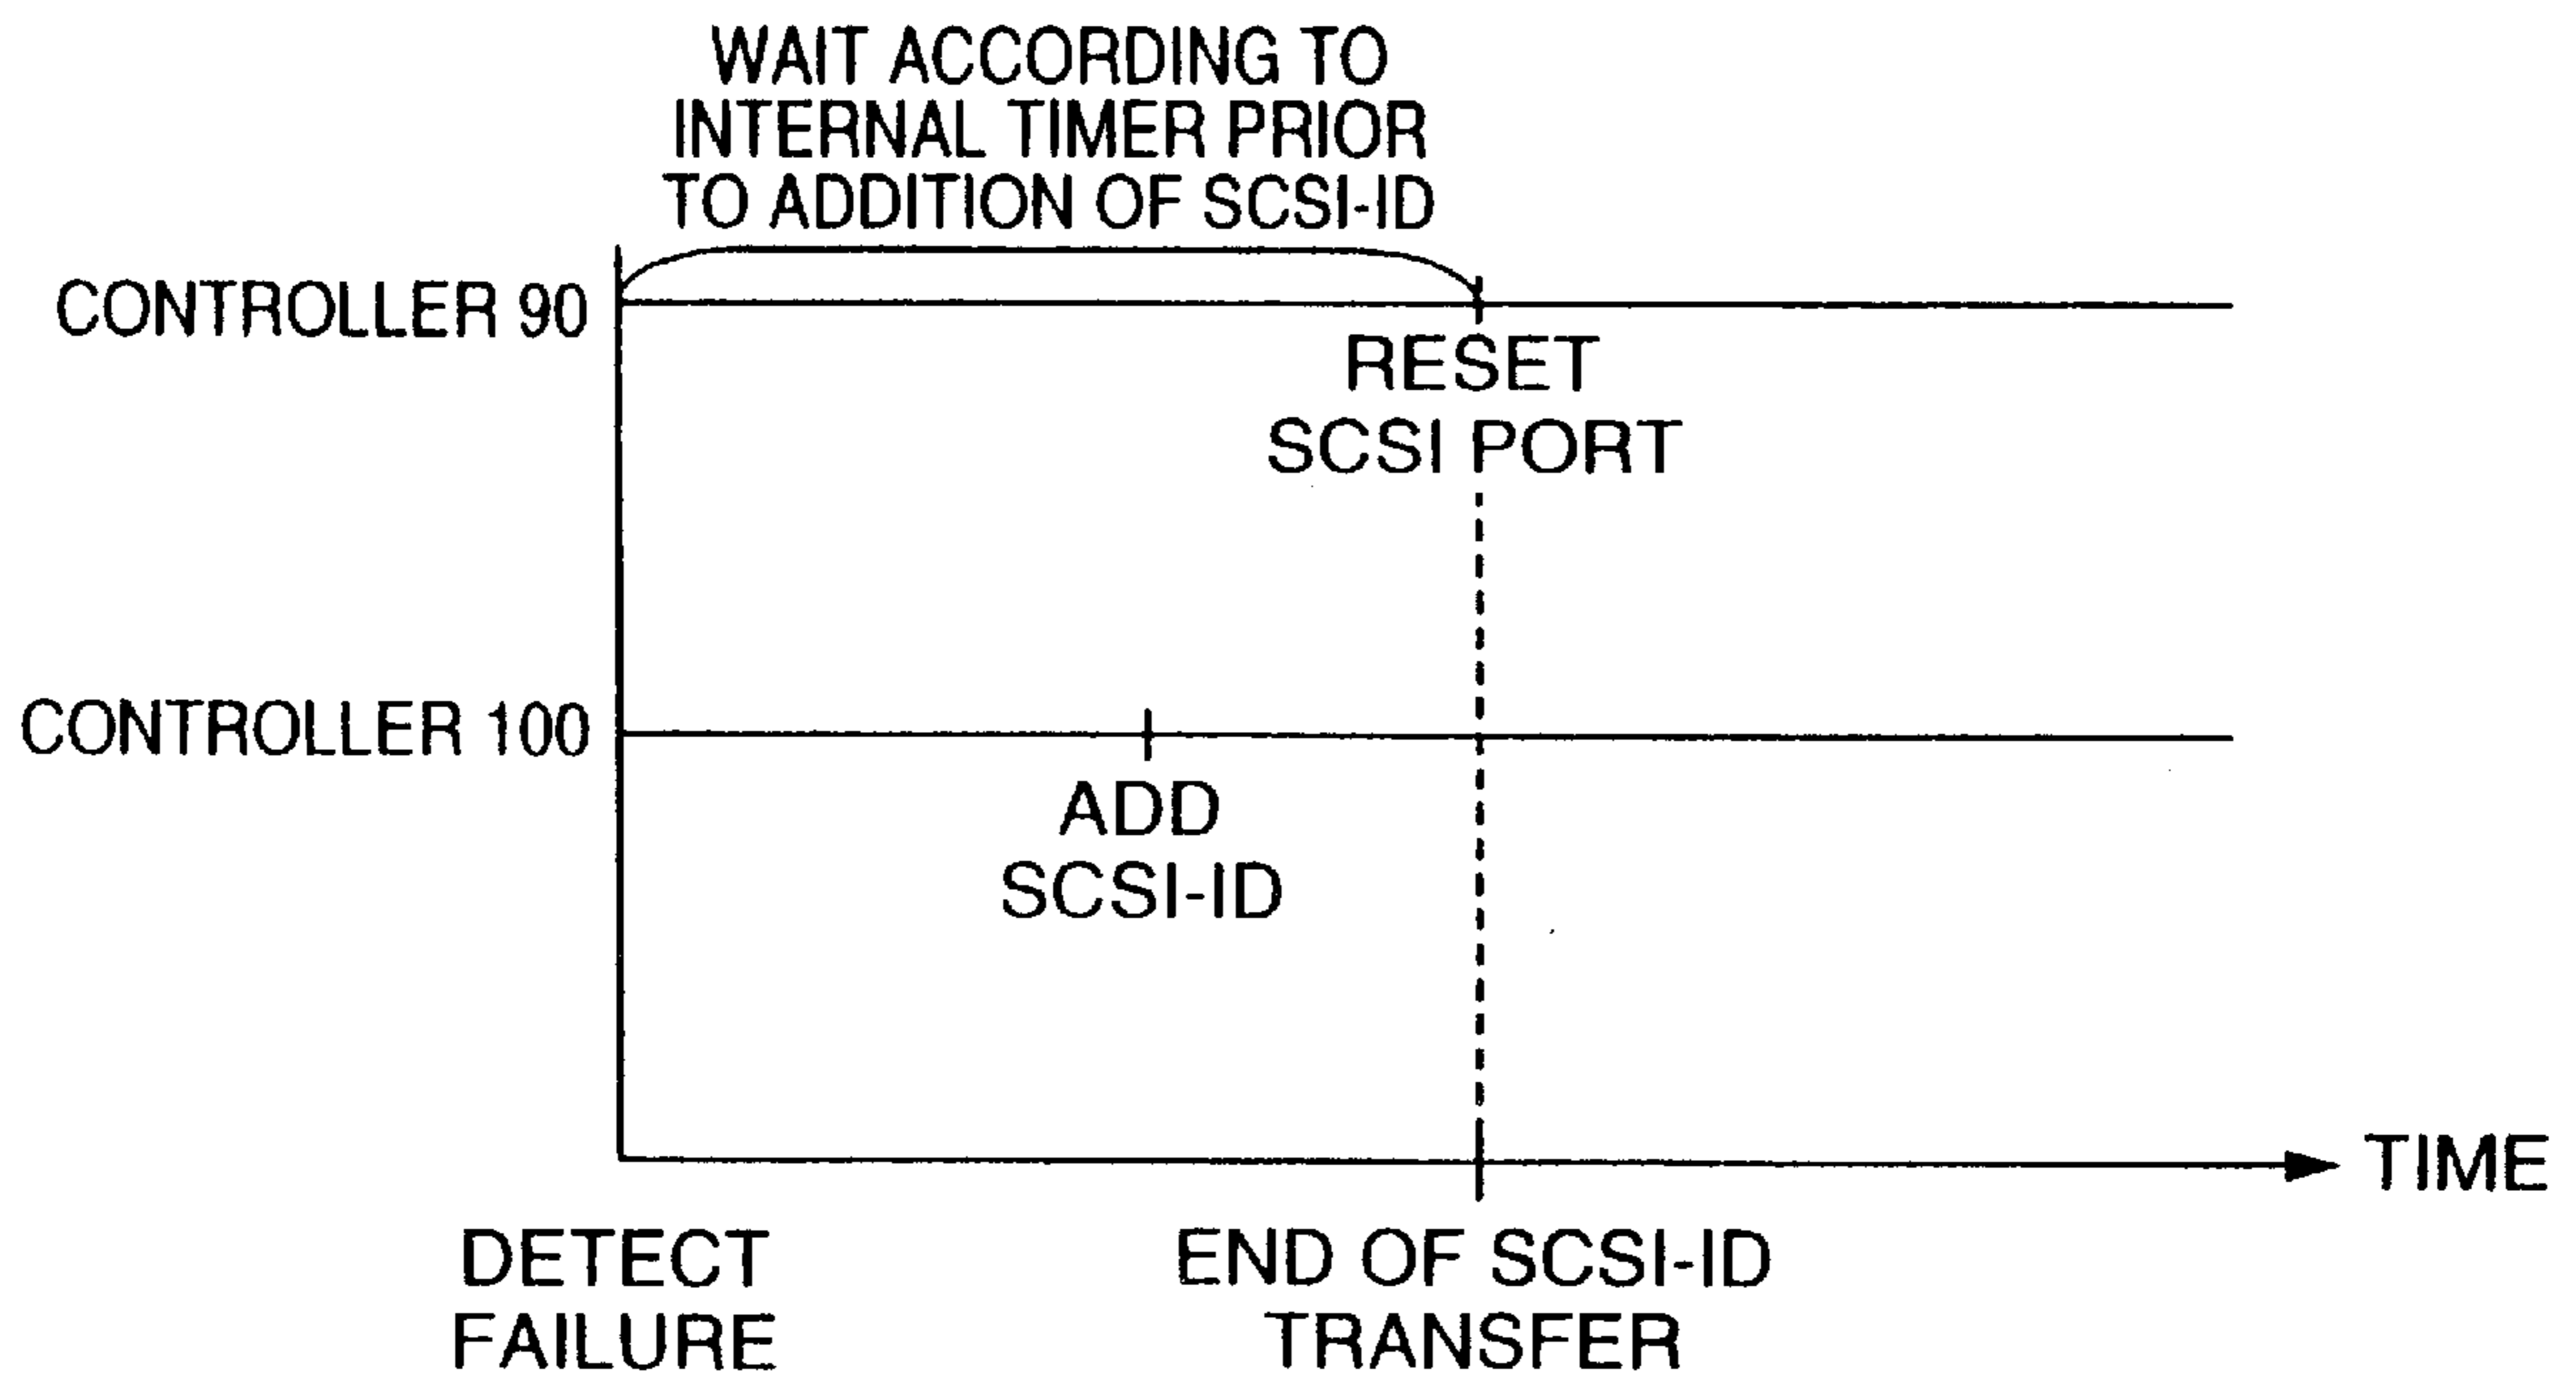 WAIT ACCORDING TO
INTERNAL TIMER PRIOR
TO ADDITION OF SCSI-ID
CONTROLLER 90
RESET
SCSI PORT
CONTROLLER 100
ADD
SCSI-ID
TIME
DETECT
FAILURE
END OF SCSI-ID
TRANSFER